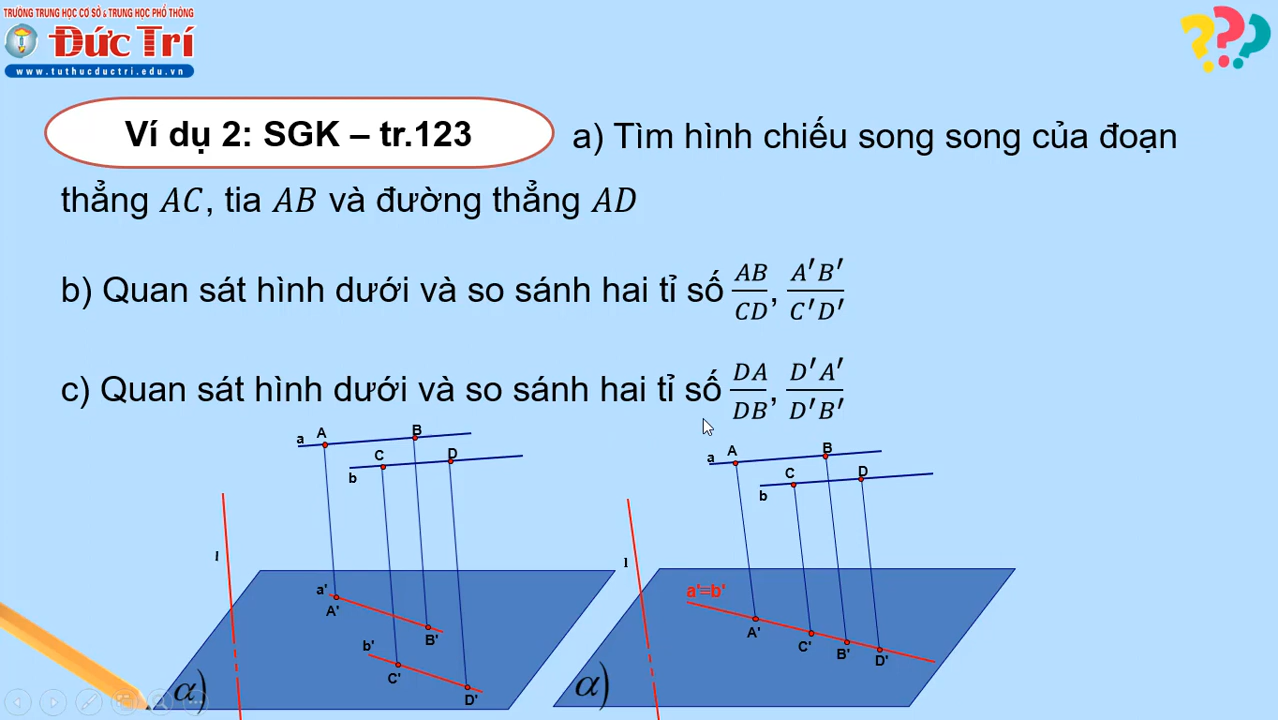 TRƯỜNG TRUNG HỌC CƠ SỞ & TRUNG HỌC PHỔ THÔNG
Đức Trí
www.tuthucductri.edu.vn
???
Ví dụ 2: SGK – tr.123 a) Tìm hình chiếu song song của đoạn
thẳng AC, tia AB và đường thẳng AD
b) Quan sát hình dưới và so sánh hai tỉ số AB/CD, A′B′/C′D′
c) Quan sát hình dưới và so sánh hai tỉ số DA/DB, D′A′/D′B′
a A B
C D
b
l
a'
A'
B'
b'
C'
D'
α)
a A B
C D
b
l
a'≡b'
A' C' B' D'
α)